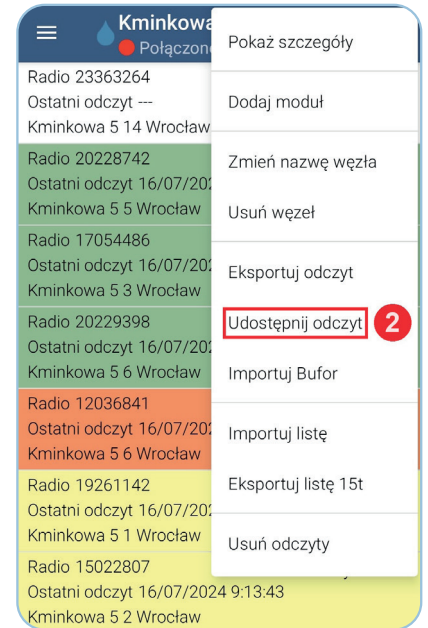 Kminkowa
Połączono
Radio 23363264
Ostatni odczyt ---
Kminkowa 5 14 Wrocław
Radio 20228742
Ostatni odczyt 16/07/202
Kminkowa 5 5 Wrocław
Radio 17054486
Ostatni odczyt 16/07/202
Kminkowa 5 3 Wrocław
Radio 20229398
Ostatni odczyt 16/07/202
Kminkowa 5 6 Wrocław
Radio 12036841
Ostatni odczyt 16/07/202
Kminkowa 5 6 Wrocław
Radio 19261142
Ostatni odczyt 16/07/202
Kminkowa 5 1 Wrocław
Radio 15022807
Ostatni odczyt 16/07/2024 9:13:43
Kminkowa 5 2 Wrocław
Pokaż szczegóły
Dodaj moduł
Zmień nazwę węzła
Usuń węzeł
Eksportuj odczyt
Udostępnij odczyt 2
Importuj Bufor
Importuj listę
Eksportuj listę 15t
Usuń odczyty